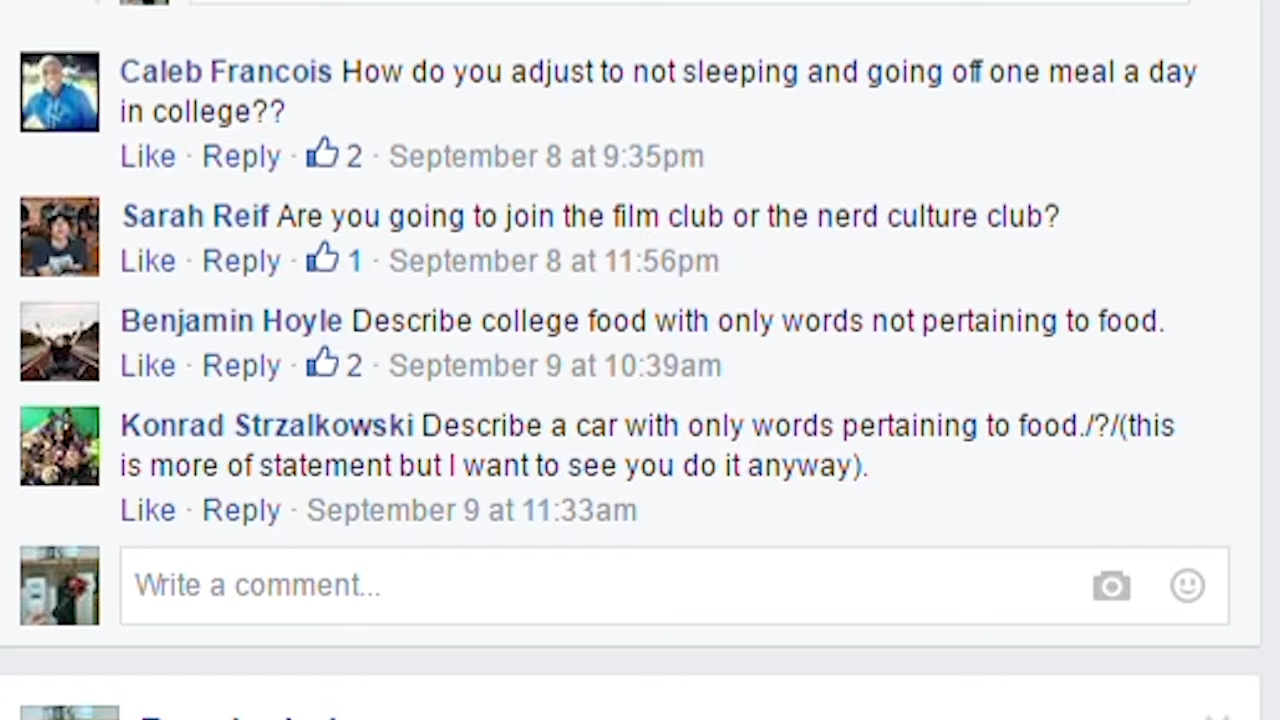 Caleb Francois How do you adjust to not sleeping and going off one meal a day
in college??
Like · Reply · 2 · September 8 at 9:35pm
Sarah Reif Are you going to join the film club or the nerd culture club?
Like · Reply · 1 · September 8 at 11:56pm
Benjamin Hoyle Describe college food with only words not pertaining to food.
Like · Reply · 2 · September 9 at 10:39am
Konrad Strzalkowski Describe a car with only words pertaining to food./?/(this
is more of statement but I want to see you do it anyway).
Like · Reply · September 9 at 11:33am
Write a comment...